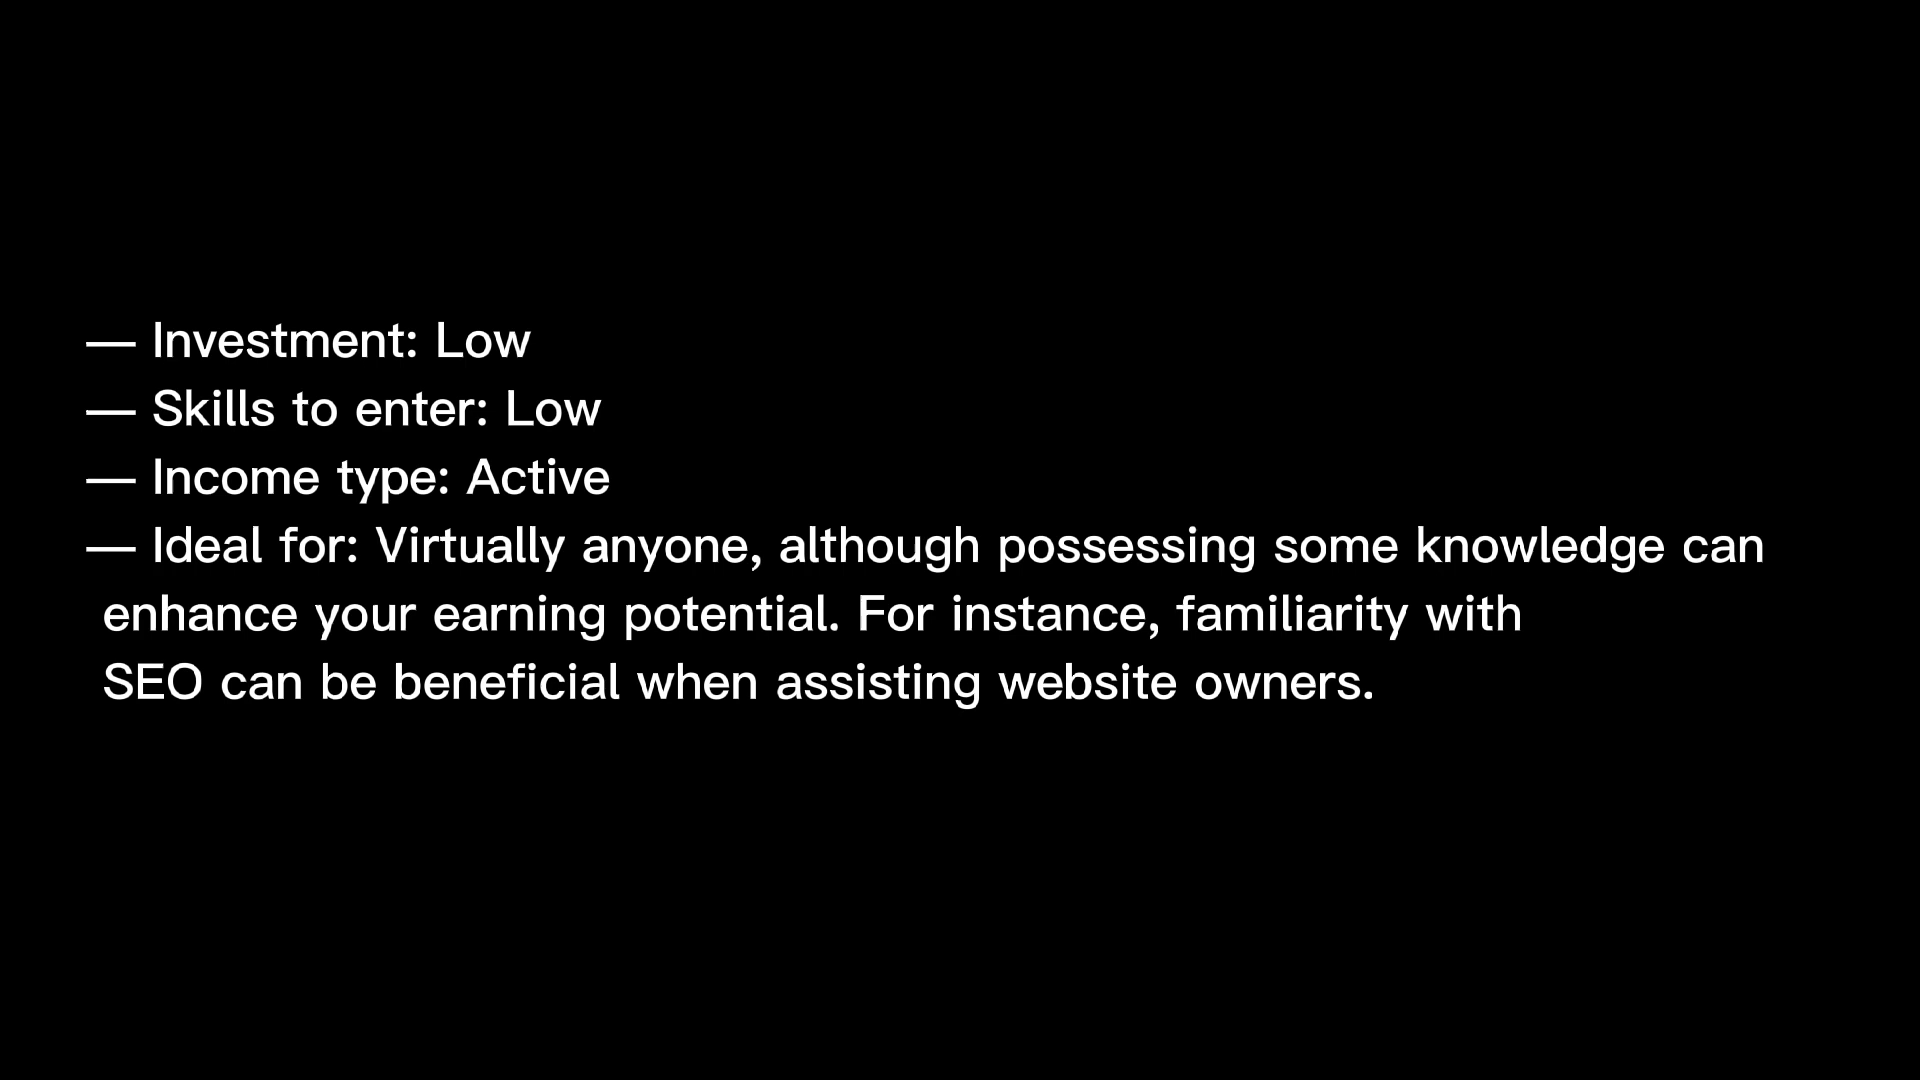 — Investment: Low
— Skills to enter: Low
— Income type: Active
— Ideal for: Virtually anyone, although possessing some knowledge can
enhance your earning potential. For instance, familiarity with
SEO can be beneficial when assisting website owners.